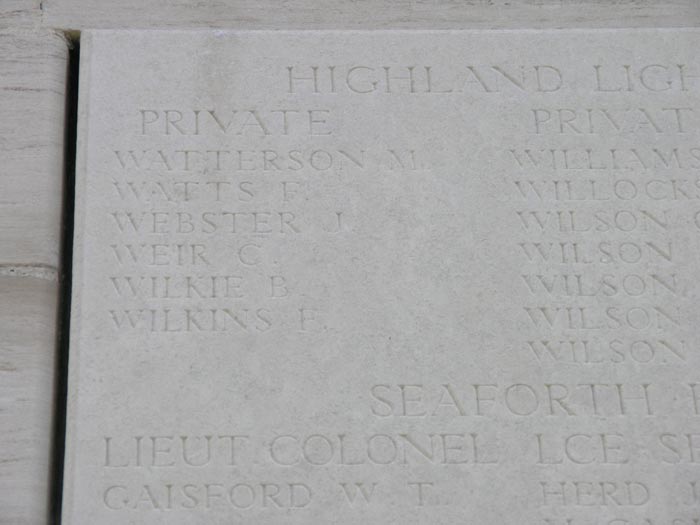 HIGHLAND LIG
PRIVATE
WATTERSON M.
WATTS F.
WEBSTER J.
WEIR C.
WILKIE B.
WILKINS F.
PRIVAT
WILLIAMS
WILLOCK
WILSON
WILSON
WILSON
WILSON
WILSON
SEAFORTH
LIEUT COLONEL
GAISFORD W. T.
LCE SE
HERD J